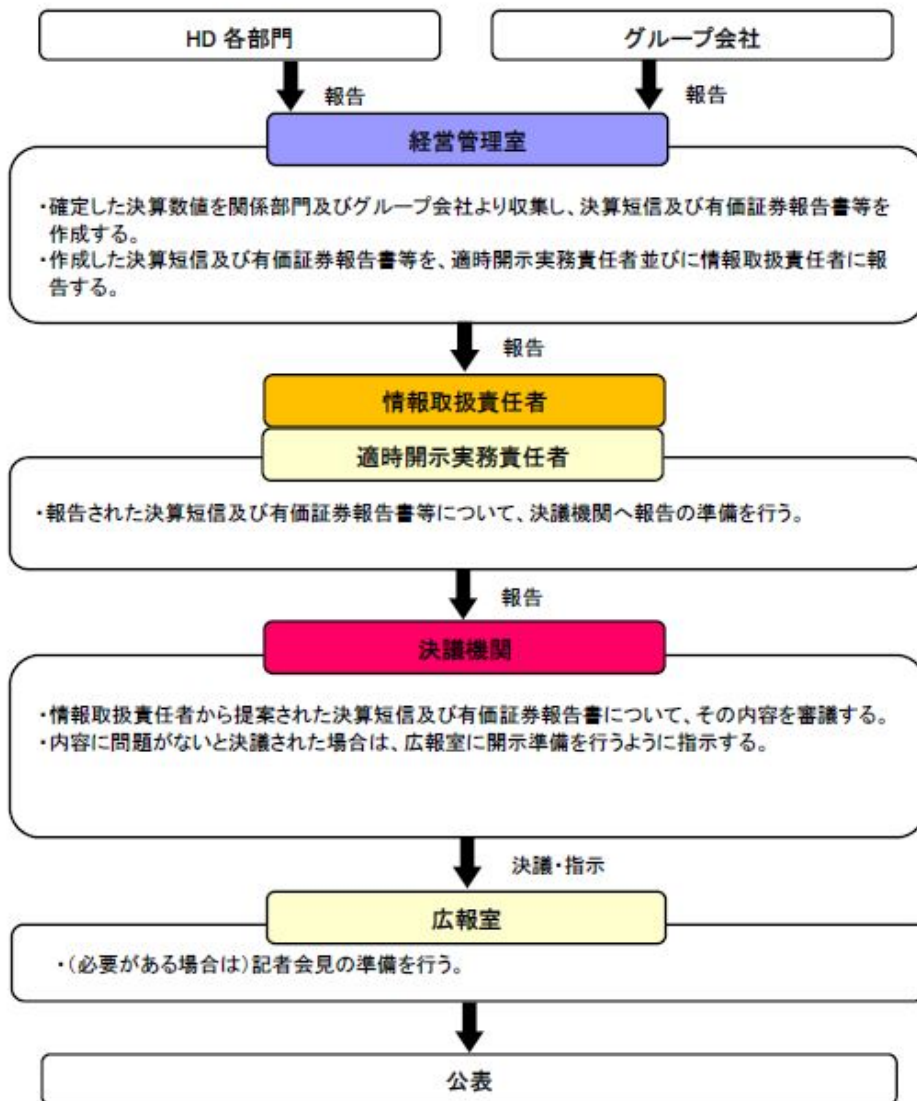 HD 各部門
グループ会社
報告
報告
経営管理室
・確定した決算数値を関係部門及びグループ会社より収集し、決算短信及び有価証券報告書等を
作成する。
・作成した決算短信及び有価証券報告書等を、適時開示実務責任者並びに情報取扱責任者に報
告する。
報告
情報取扱責任者
適時開示実務責任者
・報告された決算短信及び有価証券報告書等について、決議機関へ報告の準備を行う。
報告
決議機関
・情報取扱責任者から提案された決算短信及び有価証券報告書について、その内容を審議する。
・内容に問題がないと決議された場合は、広報室に開示準備を行うように指示する。
決議・指示
広報室
・（必要がある場合は）記者会見の準備を行う。
公表